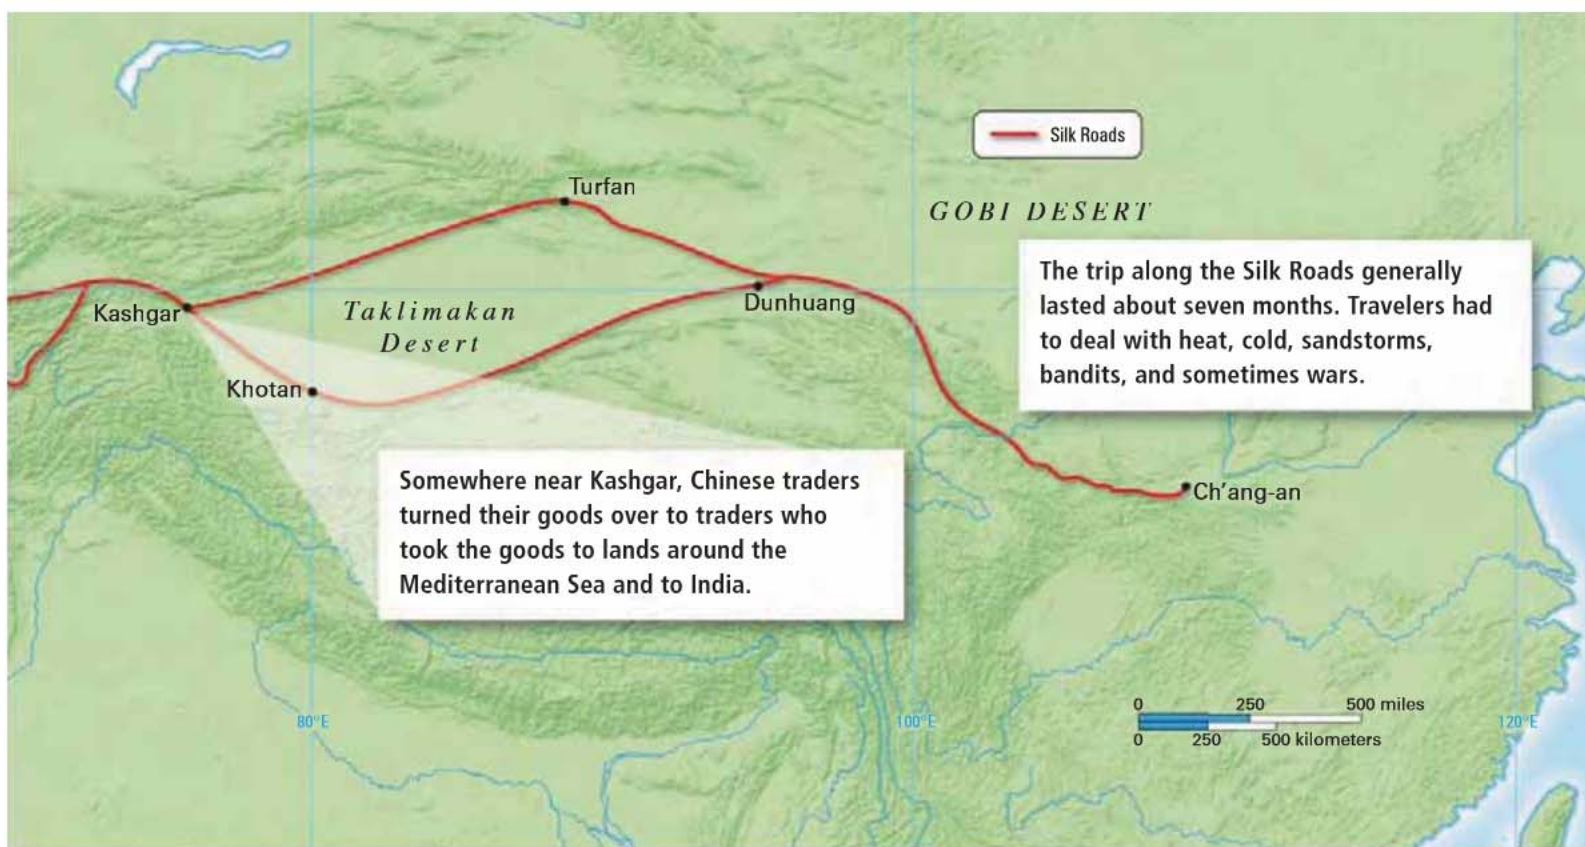 Silk Roads
Turfan
GOBI DESERT
The trip along the Silk Roads generally
lasted about seven months. Travelers had
to deal with heat, cold, sandstorms,
bandits, and sometimes wars.
Kashgar
Taklimakan
Desert
Dunhuang
Khotan
Somewhere near Kashgar, Chinese traders
turned their goods over to traders who
took the goods to lands around the
Mediterranean Sea and to India.
Ch’ang-an
80°E
100°E
120°E
0 250 500 miles
0 250 500 kilometers